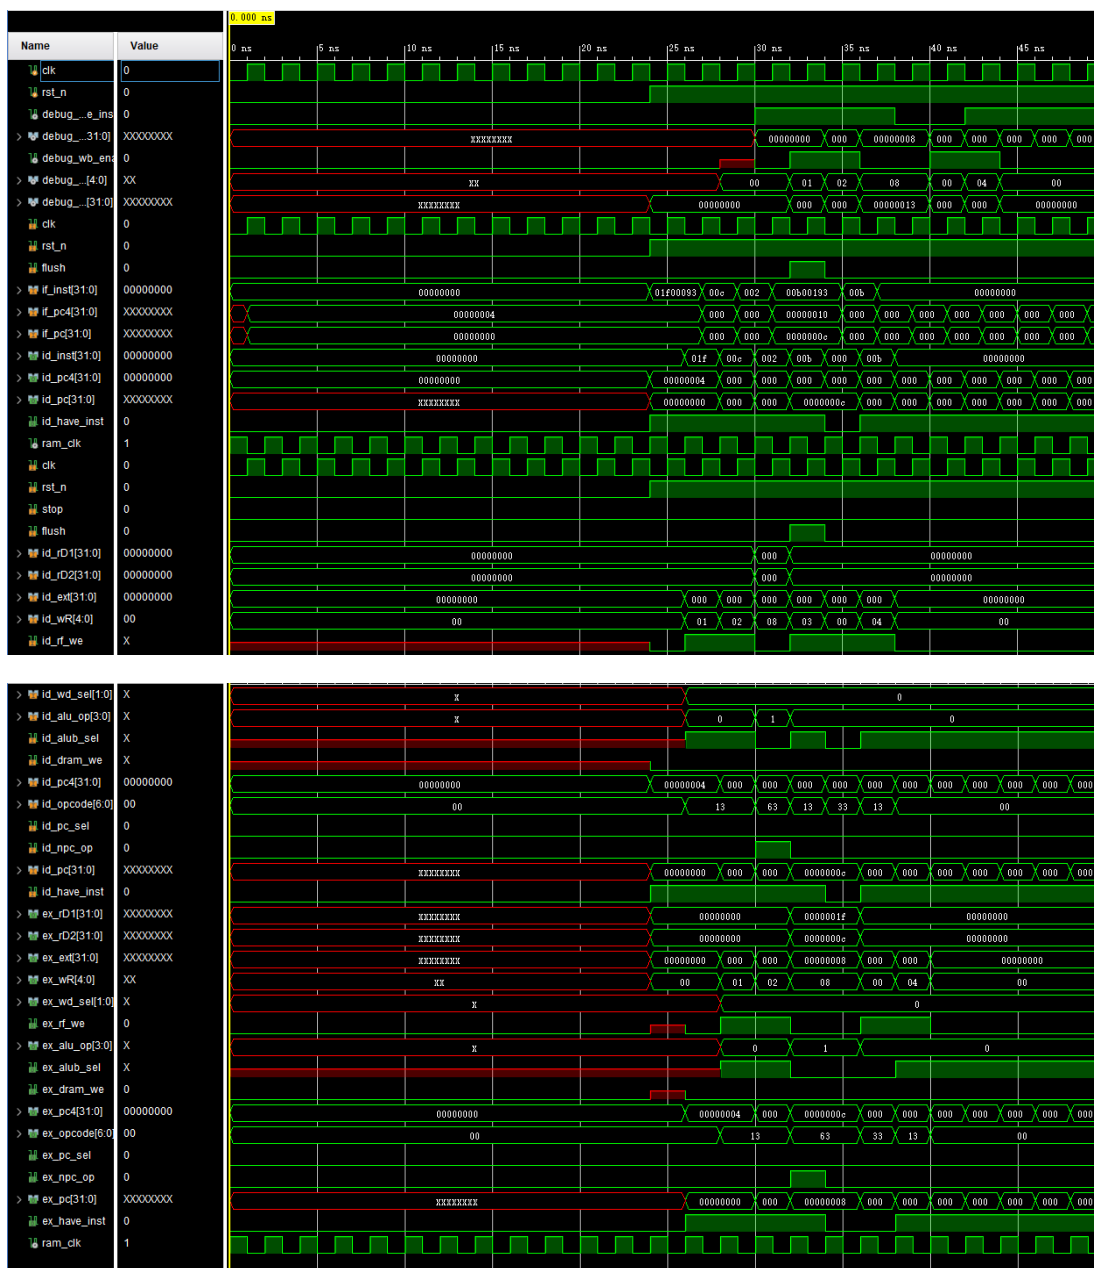 0.000 ns
Name Value
0 ns 5 ns 10 ns 15 ns 20 ns 25 ns 30 ns 35 ns 40 ns 45 ns
clk 0
rst_n 0
debug_...e_ins 0
debug_...31:0] XXXXXXXX XXXXXXXX 00000000 000 00000008 000 000 000 000 000
debug_wb_ena 0
debug_...[4:0] XX XX 00 01 02 08 00 04 00
debug_...[31:0] XXXXXXXX XXXXXXXX 00000000 000 000 00000013 000 000 00000000
clk 0
rst_n 0
flush 0
if_inst[31:0] 00000000 00000000 01f00093 00c 002 00b00193 00b 00000000
if_pc4[31:0] XXXXXXXX 00000004 000 000 00000010 000 000 000 000 000 000 000 000
if_pc[31:0] XXXXXXXX 00000000 000 000 0000000c 000 000 000 000 000 000 000 000
id_inst[31:0] 00000000 00000000 01f 00c 002 00b 000 00b 00000000
id_pc4[31:0] 00000000 00000000 00000004 000 000 000 000 000 000 000 000 000 000 000
id_pc[31:0] XXXXXXXX XXXXXXXX 00000000 000 000 0000000c 000 000 000 000 000 000 000
id_have_inst 0
ram_clk 1
clk 0
rst_n 0
stop 0
flush 0
id_rD1[31:0] 00000000 00000000 000 00000000
id_rD2[31:0] 00000000 00000000 000 00000000
id_ext[31:0] 00000000 00000000 000 000 000 000 000 000 00000000
id_wR[4:0] 00 00 01 02 08 03 00 04 00
id_rf_we X
id_wd_sel[1:0] X X 0
id_alu_op[3:0] X X 0 1 0
id_alub_sel X
id_dram_we X
id_pc4[31:0] 00000000 00000000 00000004 000 000 000 000 000 000 000 000 000 000 000
id_opcode[6:0] 00 00 13 63 13 33 13 00
id_pc_sel 0
id_npc_op 0
id_pc[31:0] XXXXXXXX XXXXXXXX 00000000 000 000 0000000c 000 000 000 000 000 000 000
id_have_inst 0
ex_rD1[31:0] XXXXXXXX XXXXXXXX 00000000 0000001f 00000000
ex_rD2[31:0] XXXXXXXX XXXXXXXX 00000000 0000000c 00000000
ex_ext[31:0] XXXXXXXX XXXXXXXX 00000000 000 000 00000008 000 000 00000000
ex_wR[4:0] XX XX 00 01 02 08 00 04 00
ex_wd_sel[1:0] X X 0
ex_rf_we 0
ex_alu_op[3:0] X X 0 1 0
ex_alub_sel X
ex_dram_we 0
ex_pc4[31:0] 00000000 00000000 00000004 000 0000000c 000 000 000 000 000 000 000
ex_opcode[6:0] 00 00 13 63 33 13 00
ex_pc_sel 0
ex_npc_op 0
ex_pc[31:0] XXXXXXXX XXXXXXXX 00000000 000 00000008 000 000 000 000 000 000 000
ex_have_inst 0
ram_clk 1